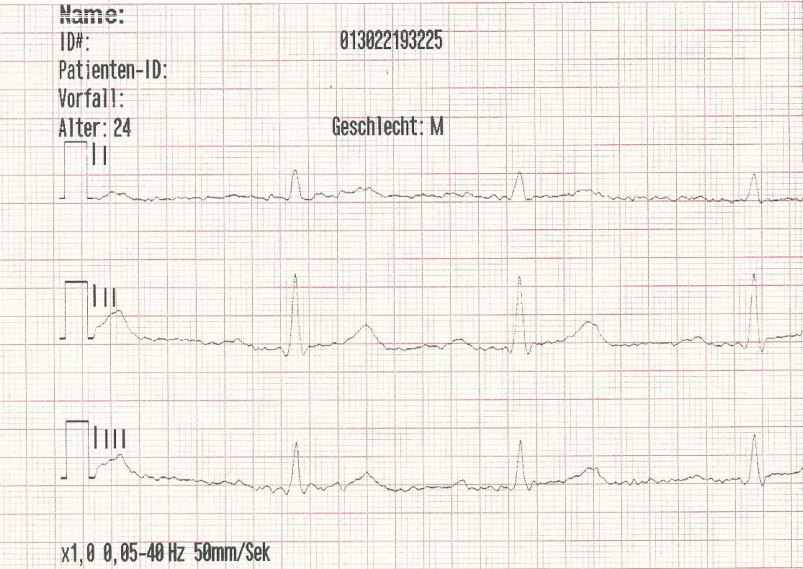 Name:
ID#: 013022193225
Patienten-ID:
Vorfall:
Alter: 24 Geschlecht: M
I
II
III
x1,0 0,05-40 Hz 50mm/Sek